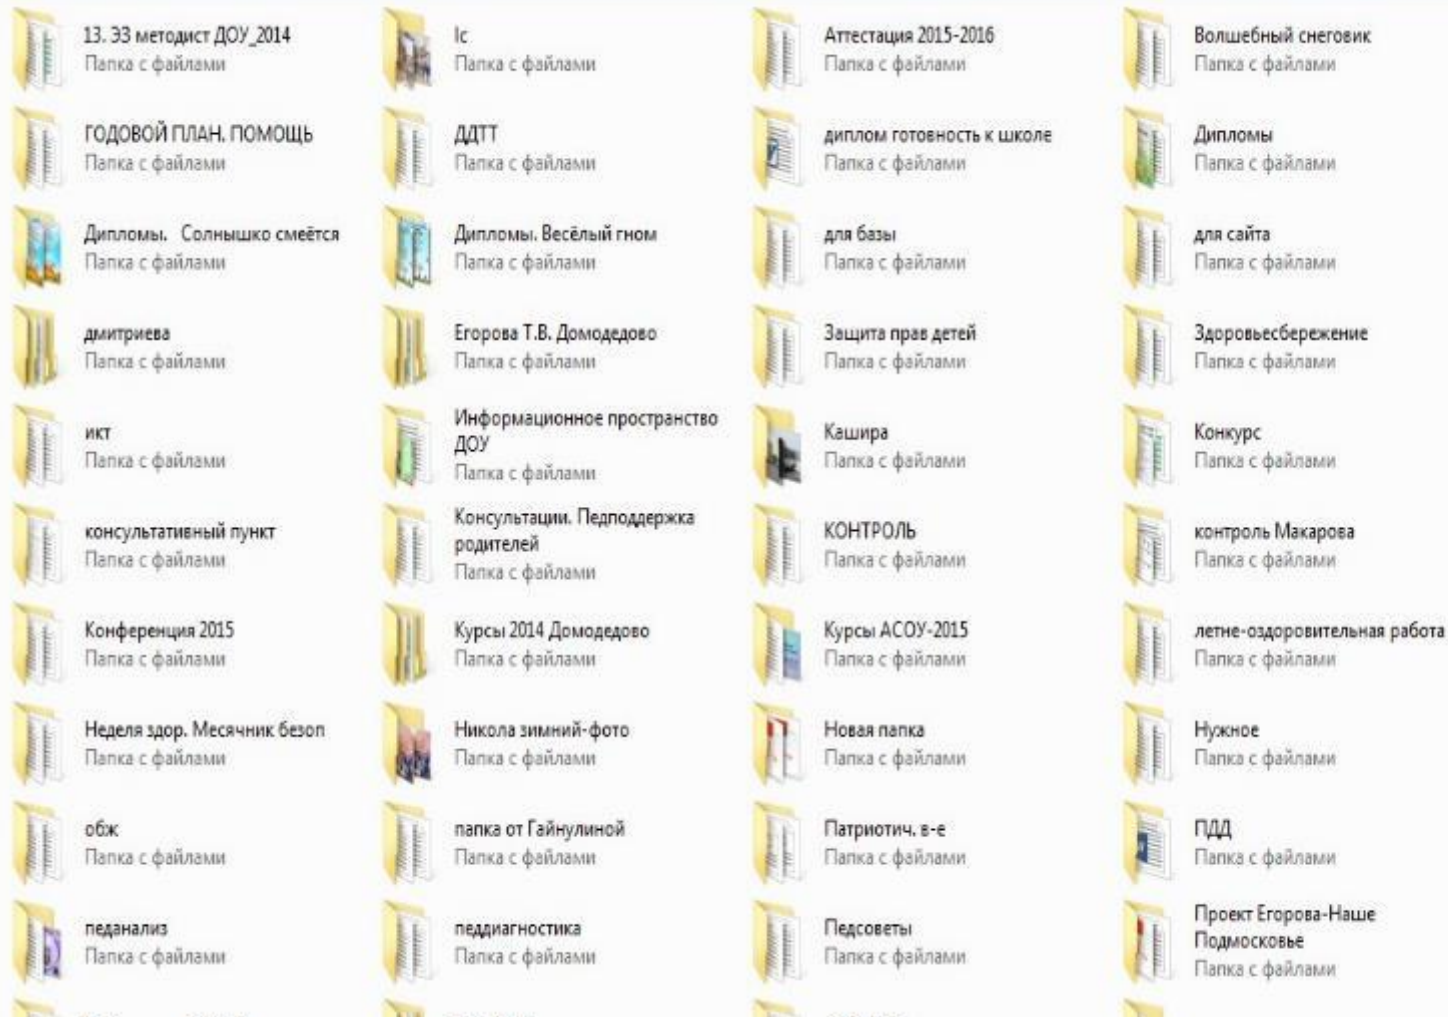 13. ЭЗ методист ДОУ_2014
Папка с файлами
Ic
Папка с файлами
Аттестация 2015-2016
Папка с файлами
Волшебный снеговик
Папка с файлами
ГОДОВОЙ ПЛАН. ПОМОЩЬ
Папка с файлами
ДДТТ
Папка с файлами
диплом готовность к школе
Папка с файлами
Дипломы
Папка с файлами
Дипломы. Солнышко смеётся
Папка с файлами
Дипломы. Весёлый гном
Папка с файлами
для базы
Папка с файлами
для сайта
Папка с файлами
дмитриева
Папка с файлами
Егорова Т.В. Домодедово
Папка с файлами
Защита прав детей
Папка с файлами
Здоровьесбережение
Папка с файлами
икт
Папка с файлами
Информационное пространство
ДОУ
Папка с файлами
Кашира
Папка с файлами
Конкурс
Папка с файлами
консультативный пункт
Папка с файлами
Консультации. Педподдержка
родителей
Папка с файлами
КОНТРОЛЬ
Папка с файлами
контроль Макарова
Папка с файлами
Конференция 2015
Папка с файлами
Курсы 2014 Домодедово
Папка с файлами
Курсы АСОУ-2015
Папка с файлами
летне-оздоровительная работа
Папка с файлами
Неделя здор. Месячник безоп
Папка с файлами
Никола зимний-фото
Папка с файлами
Новая папка
Папка с файлами
Нужное
Папка с файлами
обж
Папка с файлами
папка от Гайнулиной
Папка с файлами
Патриотич. в-е
Папка с файлами
ПДД
Папка с файлами
педанализ
Папка с файлами
педдиагностика
Папка с файлами
Педсоветы
Папка с файлами
Проект Егорова-Наше
Подмосковье
Папка с файлами